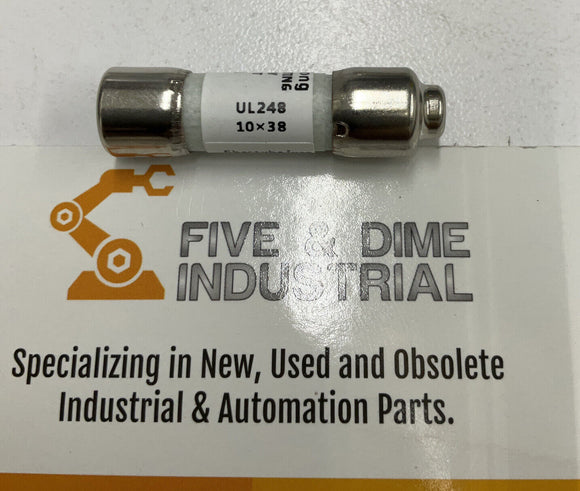 UL248
10×38
FIVE & DIME
INDUSTRIAL
Specializing in New, Used and Obsolete
Industrial & Automation Parts.